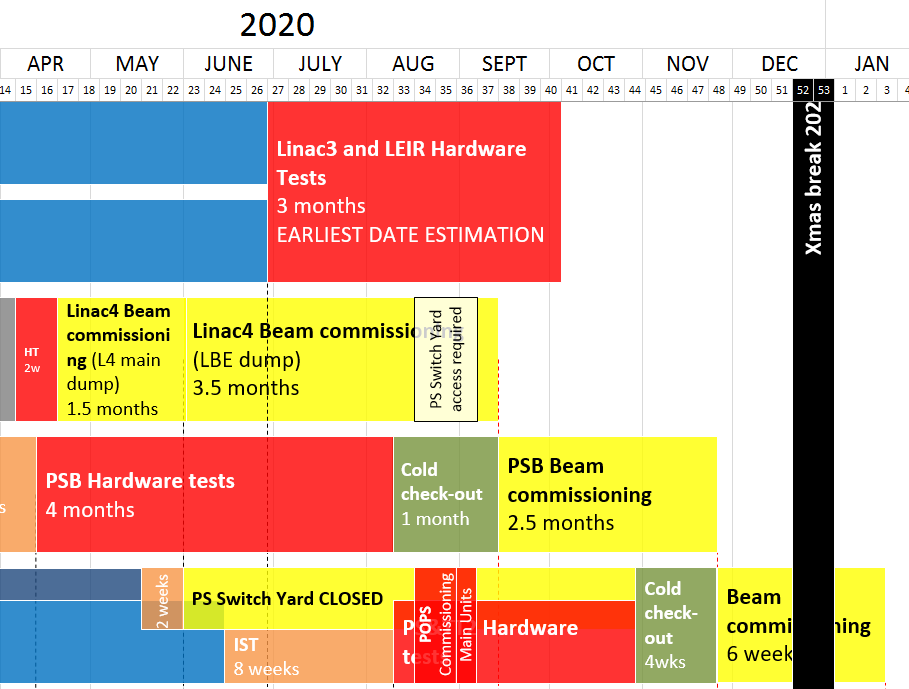 2020
APR MAY JUNE JULY AUG SEPT OCT NOV DEC JAN
14 15 16 17 18 19 20 21 22 23 24 25 26 27 28 29 30 31 32 33 34 35 36 37 38 39 40 41 42 43 44 45 46 47 48 49 50 51 52 53 1 2 3 4
Xmas break 202
Linac3 and LEIR Hardware
Tests
3 months
EARLIEST DATE ESTIMATION
HT
2w
Linac4 Beam
commissioni
ng (L4 main
dump)
1.5 months
Linac4 Beam commissioning
(LBE dump)
3.5 months
PS Switch Yard
access required
s
PSB Hardware tests
4 months
Cold
check-out
1 month
PSB Beam
commissioning
2.5 months
2 weeks
PS Switch Yard CLOSED
IST
8 weeks
POPS
Commissioning
Main Units
Hardware
test
Cold
check-
out
4wks
Beam
commi ning
6 week